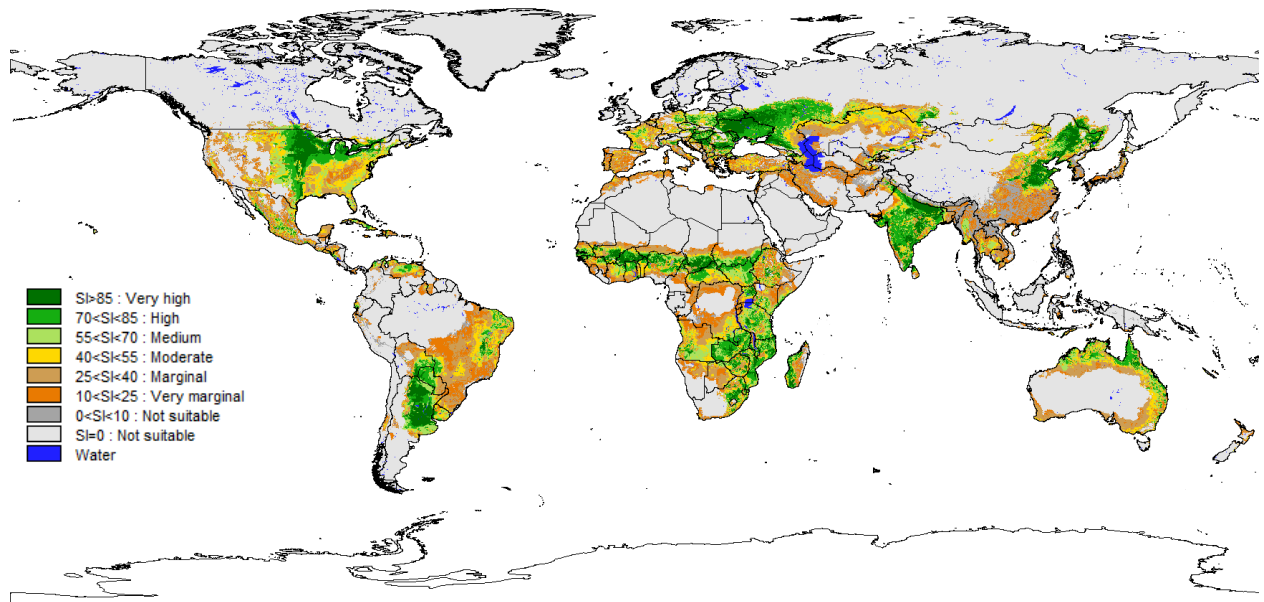 SI>85 : Very high
70<SI<85 : High
55<SI<70 : Medium
40<SI<55 : Moderate
25<SI<40 : Marginal
10<SI<25 : Very marginal
0<SI<10 : Not suitable
SI=0 : Not suitable
Water